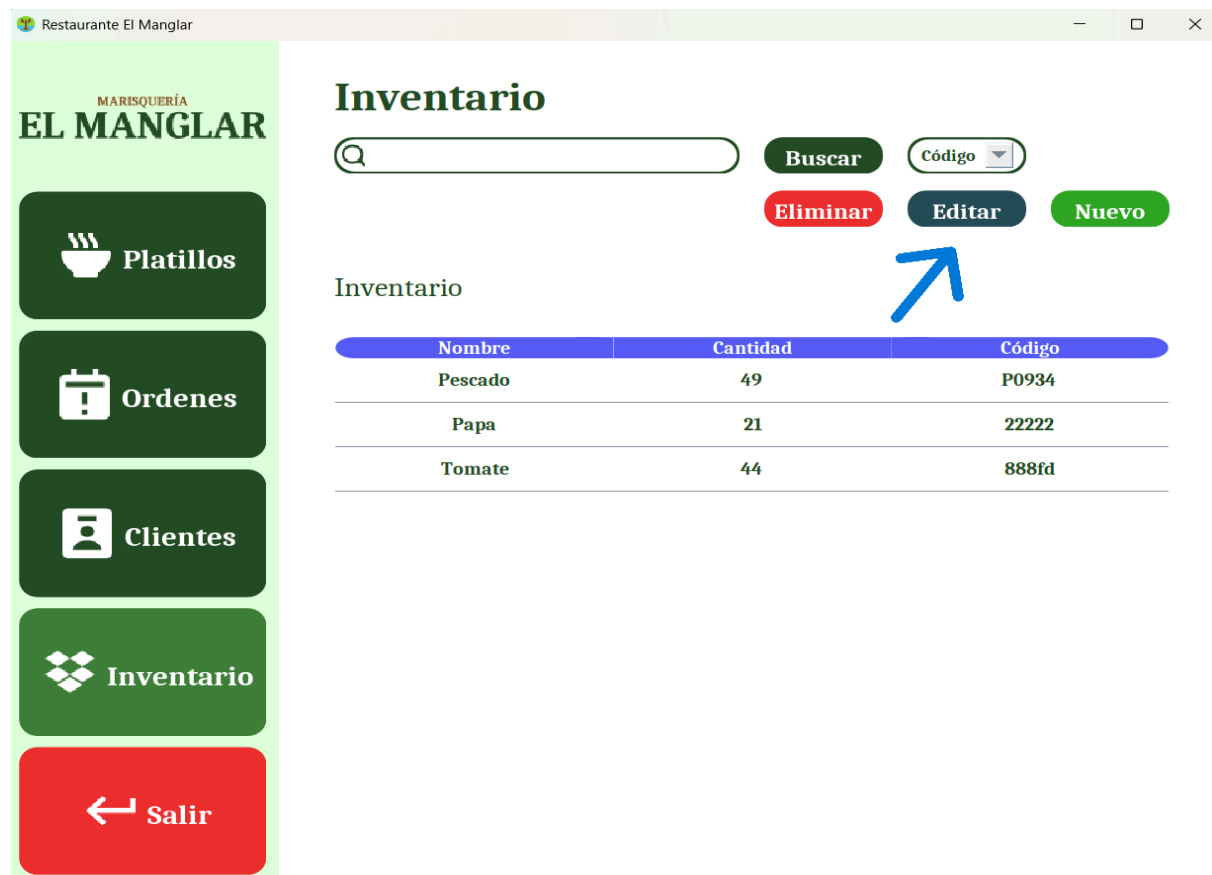 Restaurante El Manglar
MARISQUERÍA
EL MANGLAR
Platillos
Ordenes
Clientes
Inventario
Salir
Inventario
Buscar
Código
Eliminar Editar Nuevo
Inventario
Nombre Cantidad Código
Pescado 49 P0934
Papa 21 22222
Tomate 44 888fd